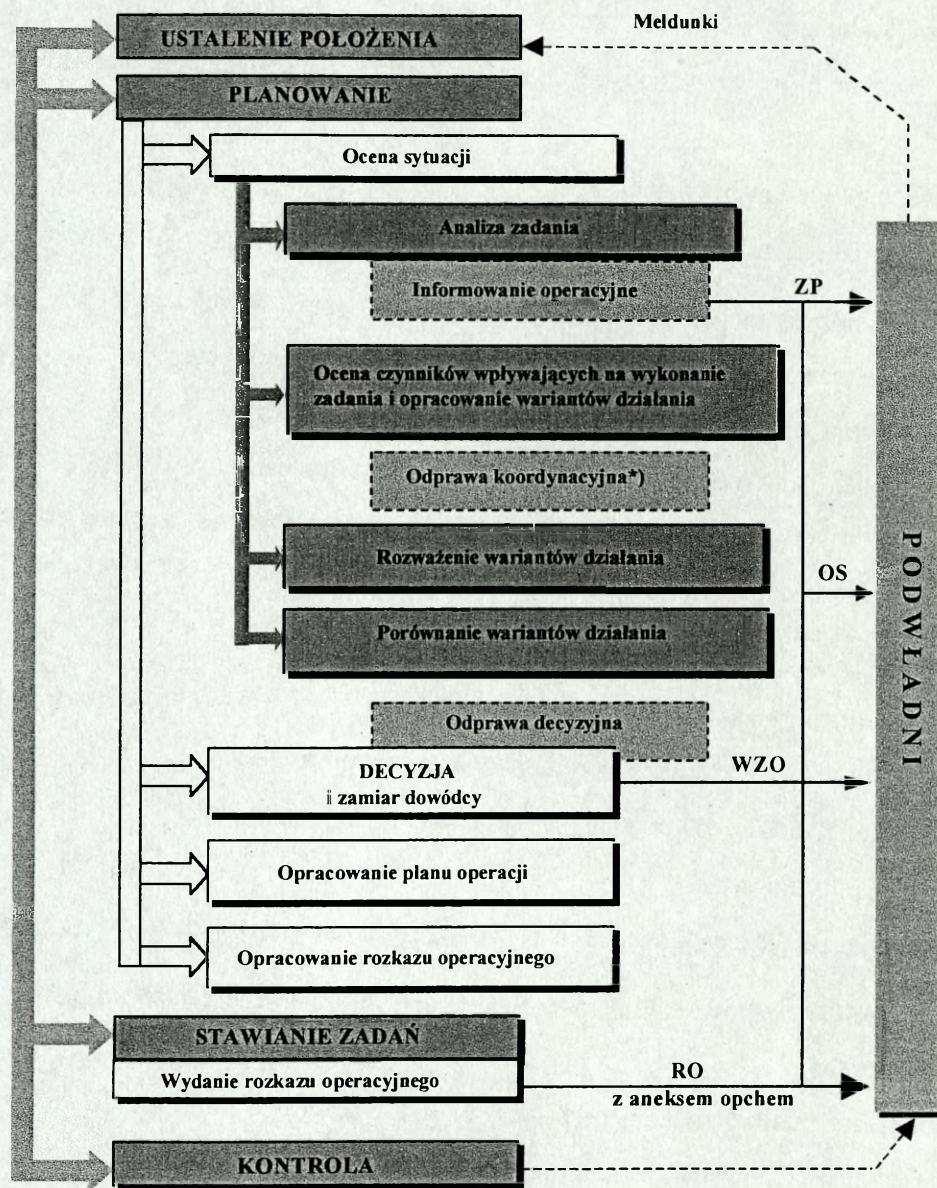 Meldunki
USTALENIE POŁOŻENIA
PLANOWANIE
Ocena sytuacji
Analiza zadania
Informowanie operacyjne
ZP
Ocena czynników wpływających na wykonanie
zadania i opracowanie wariantów działania
Odprawa koordynacyjna*)
Rozważenie wariantów działania
OS
Porównanie wariantów działania
Odprawa decyzyjna
DECYZJA
i zamiar dowódcy
WZO
Opracowanie planu operacji
Opracowanie rozkazu operacyjnego
STAWIANIE ZADAŃ
Wydanie rozkazu operacyjnego
RO
z aneksem opchem
KONTROLA
PODWŁADNI